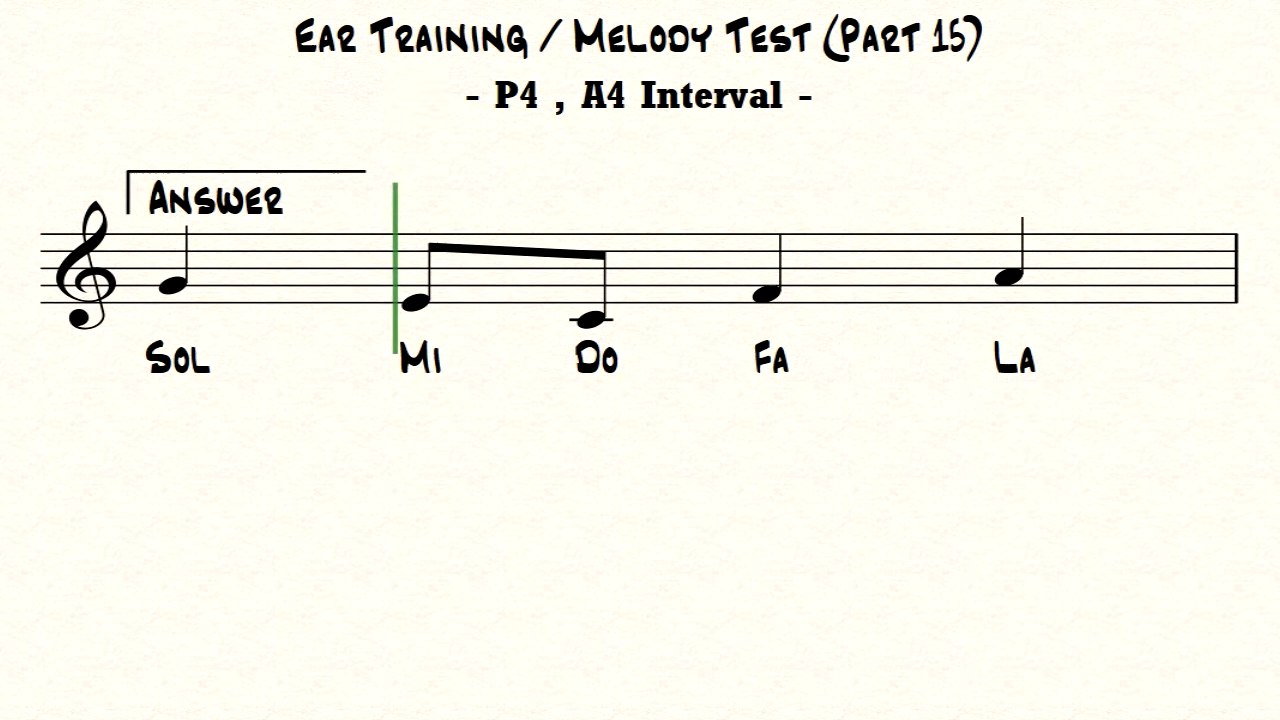 Ear Training / Melody Test (Part 15)
- P4 , A4 Interval -
Answer
Sol Mi Do Fa La